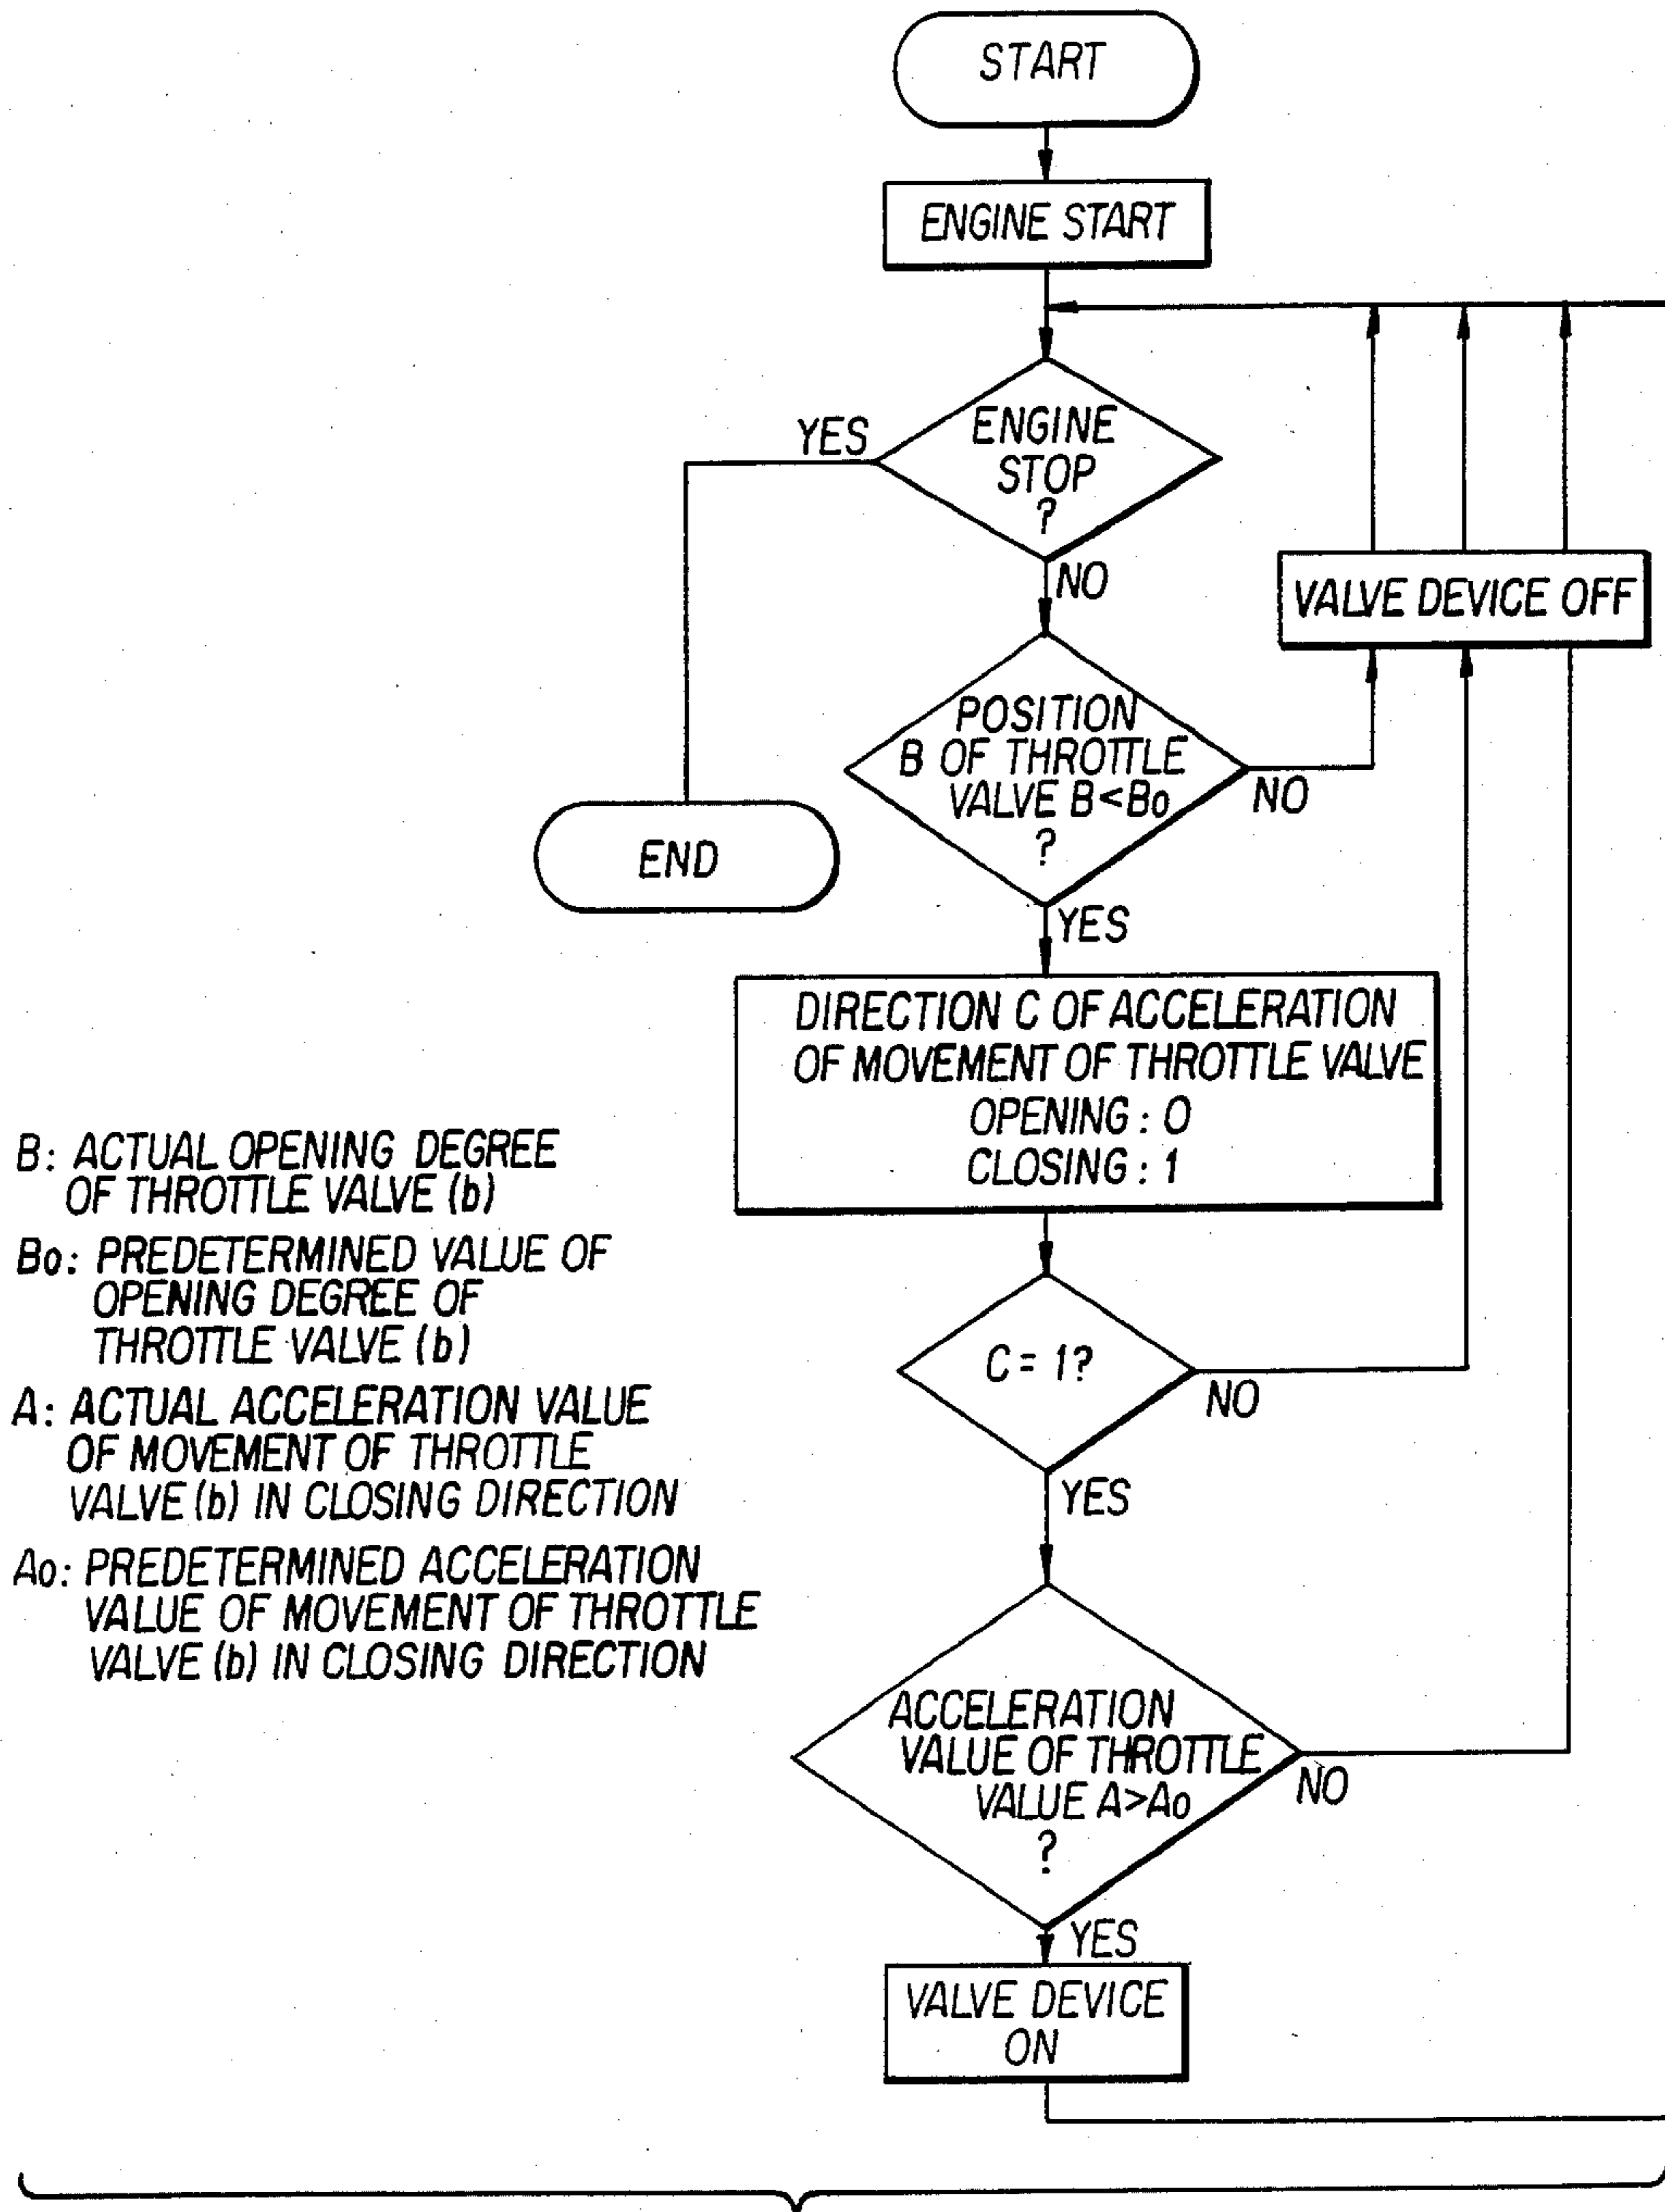 START
ENGINE START
ENGINE
STOP
?
YES
NO
VALVE DEVICE OFF
POSITION
B OF THROTTLE
VALVE B<Bo
?
NO
YES
END
DIRECTION C OF ACCELERATION
OF MOVEMENT OF THROTTLE VALVE
OPENING : 0
CLOSING : 1
C = 1?
NO
YES
ACCELERATION
VALUE OF THROTTLE
VALUE A>Ao
?
NO
YES
VALVE DEVICE
ON
B: ACTUAL OPENING DEGREE
OF THROTTLE VALVE (b)
Bo: PREDETERMINED VALUE OF
OPENING DEGREE OF
THROTTLE VALVE (b)
A: ACTUAL ACCELERATION VALUE
OF MOVEMENT OF THROTTLE
VALVE (b) IN CLOSING DIRECTION
Ao: PREDETERMINED ACCELERATION
VALUE OF MOVEMENT OF THROTTLE
VALVE (b) IN CLOSING DIRECTION